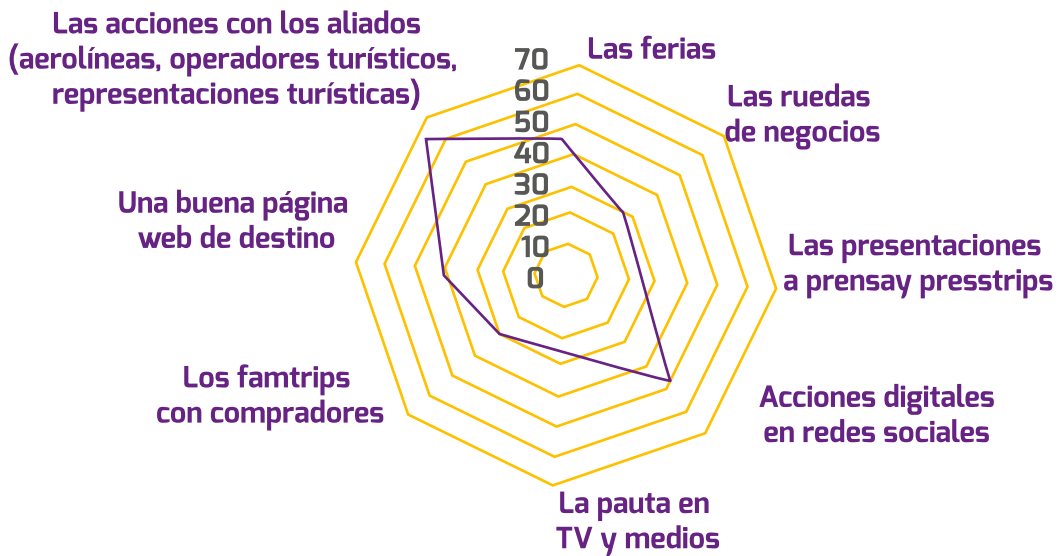 Las acciones con los aliados
(aerolíneas, operadores turísticos,
representaciones turísticas)
70
60
50
40
30
20
10
0
Las ferias
Las ruedas
de negocios
Una buena página
web de destino
Las presentaciones
a prensay presstrips
Los famtrips
con compradores
Acciones digitales
en redes sociales
La pauta en
TV y medios